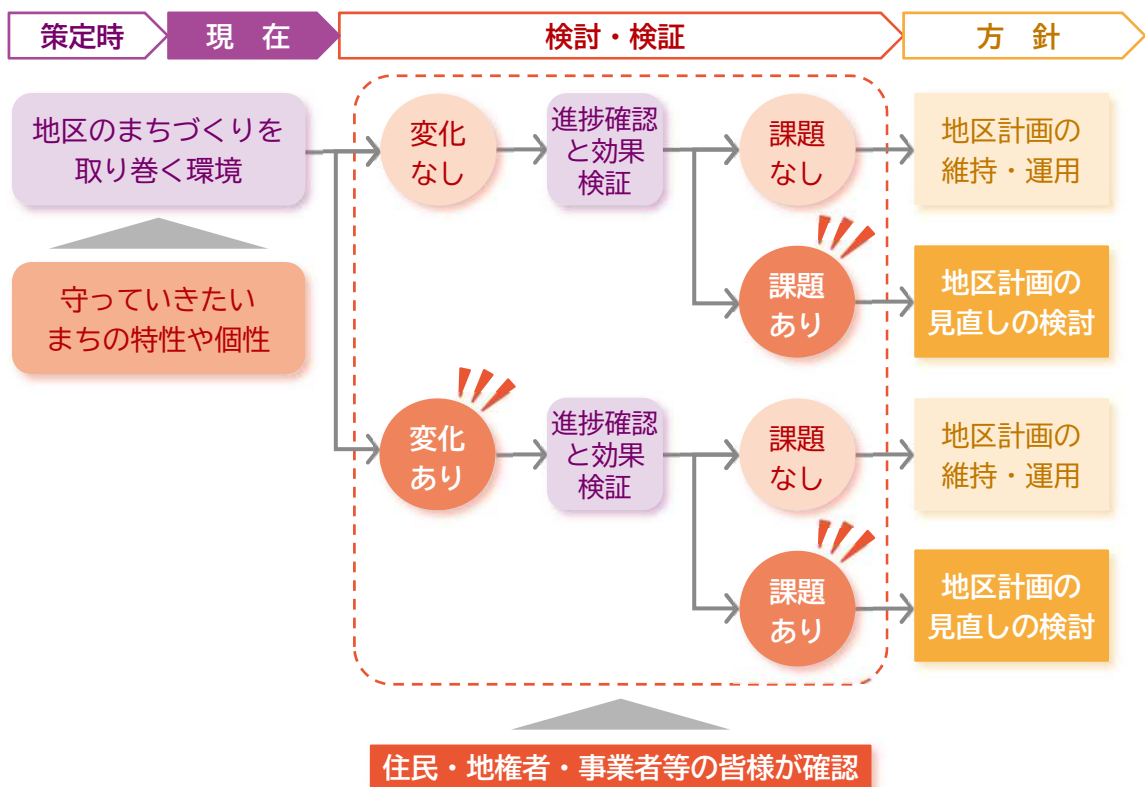 策定時
現 在
検討・検証
方 針
地区のまちづくりを
取り巻く環境
守っていきたい
まちの特性や個性
変化
なし
進捗確認
と効果
検証
課題
なし
地区計画の
維持・運用
課題
あり
地区計画の
見直しの検討
変化
あり
進捗確認
と効果
検証
課題
なし
地区計画の
維持・運用
課題
あり
地区計画の
見直しの検討
住民・地権者・事業者等の皆様が確認